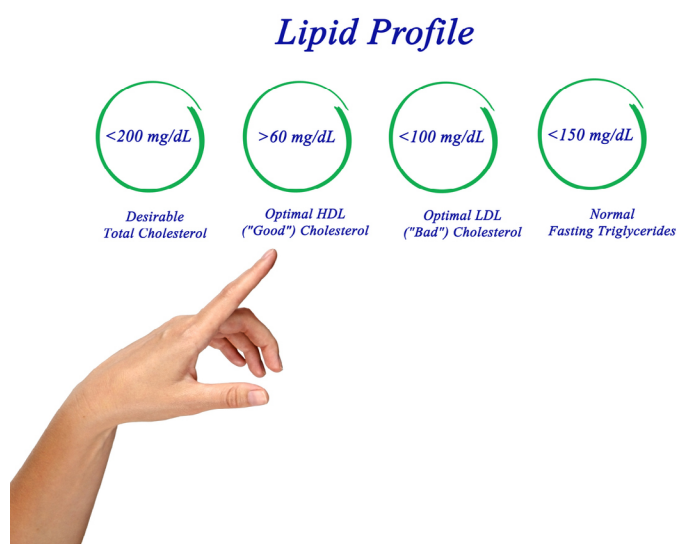 Lipid Profile
<200 mg/dL
>60 mg/dL
<100 mg/dL
<150 mg/dL
Desirable
Total Cholesterol
Optimal HDL
("Good") Cholesterol
Optimal LDL
("Bad") Cholesterol
Normal
Fasting Triglycerides